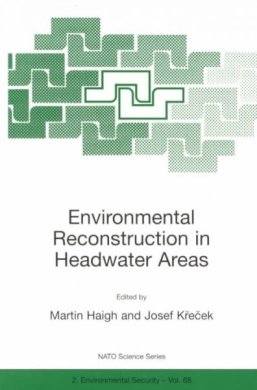 Environmental
Reconstruction in
Headwater Areas
Edited by
Martin Haigh and Josef Křeček
NATO Science Series
2. Environmental Security – Vol. 68